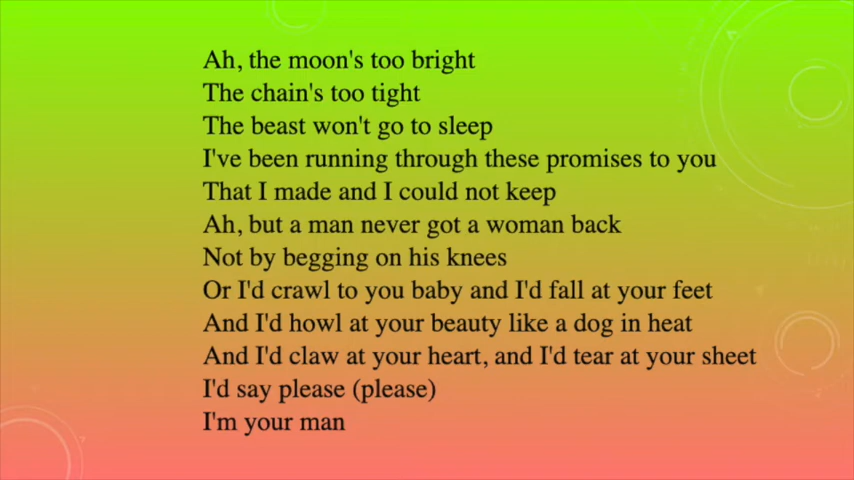 Ah, the moon's too bright
The chain's too tight
The beast won't go to sleep
I've been running through these promises to you
That I made and I could not keep
Ah, but a man never got a woman back
Not by begging on his knees
Or I'd crawl to you baby and I'd fall at your feet
And I'd howl at your beauty like a dog in heat
And I'd claw at your heart, and I'd tear at your sheet
I'd say please (please)
I'm your man